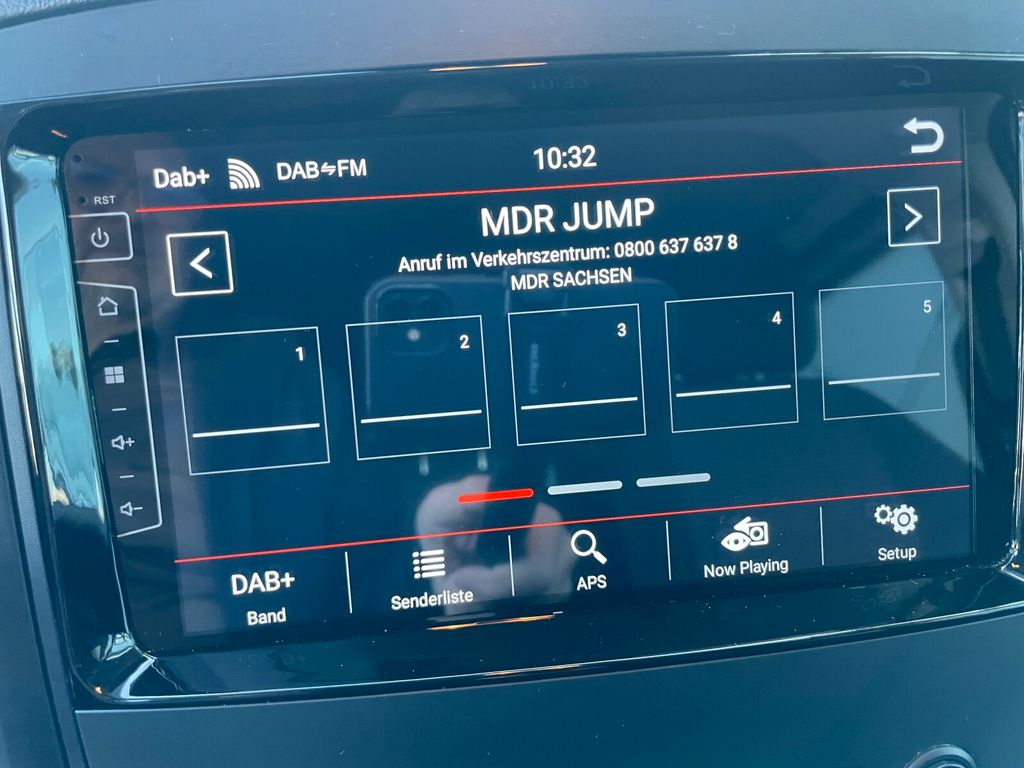 Dab+ DAB⇋FM 10:32
RST
MDR JUMP
Anruf im Verkehrszentrum: 0800 637 637 8
MDR SACHSEN
1 2 3 4 5
DAB+
Band
Senderliste
APS
Now Playing
Setup